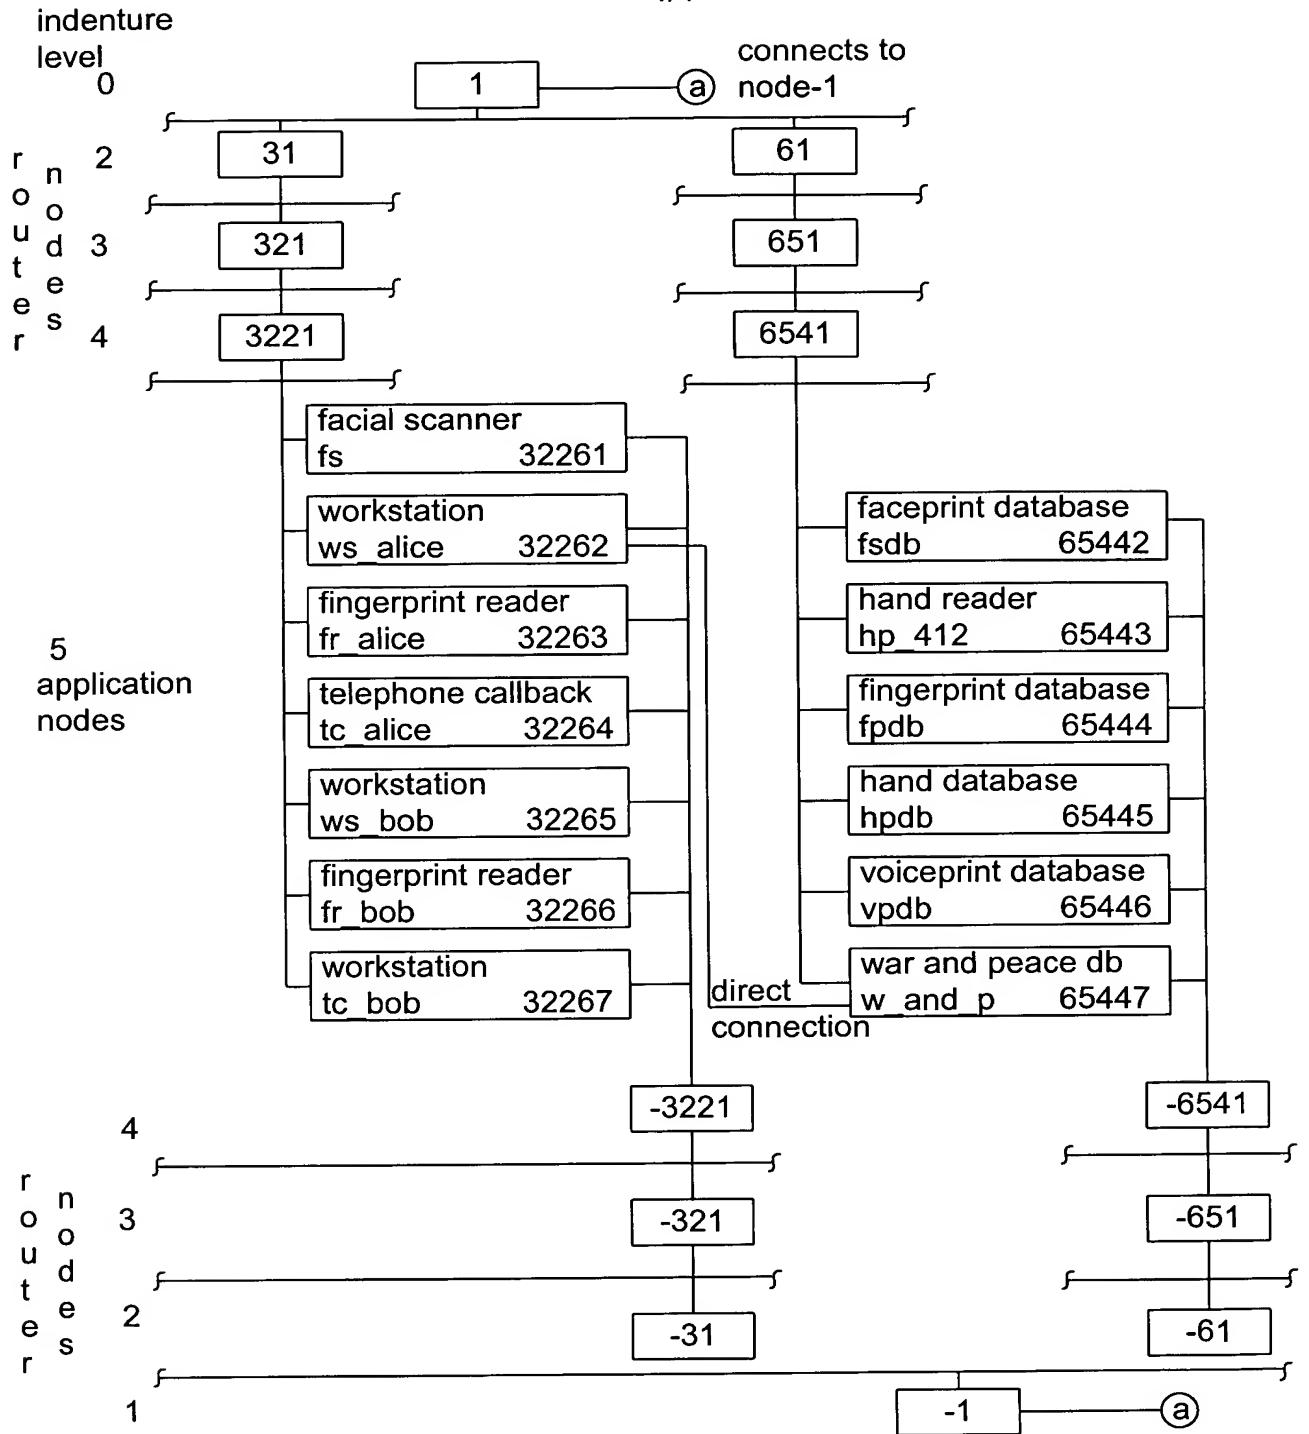 indenture
level
0
1
a
connects to
node-1
router
nodes
2
31
61
3
321
651
4
3221
6541
facial scanner
fs 32261
workstation
ws_alice 32262
fingerprint reader
fr_alice 32263
telephone callback
tc_alice 32264
workstation
ws_bob 32265
fingerprint reader
fr_bob 32266
workstation
tc_bob 32267
5
application
nodes
faceprint database
fsdb 65442
hand reader
hp_412 65443
fingerprint database
fpdb 65444
hand database
hpdb 65445
voiceprint database
vpdb 65446
war and peace db
w_and_p 65447
direct
connection
router
nodes
4
-3221
-6541
3
-321
-651
2
-31
-61
1
-1
a